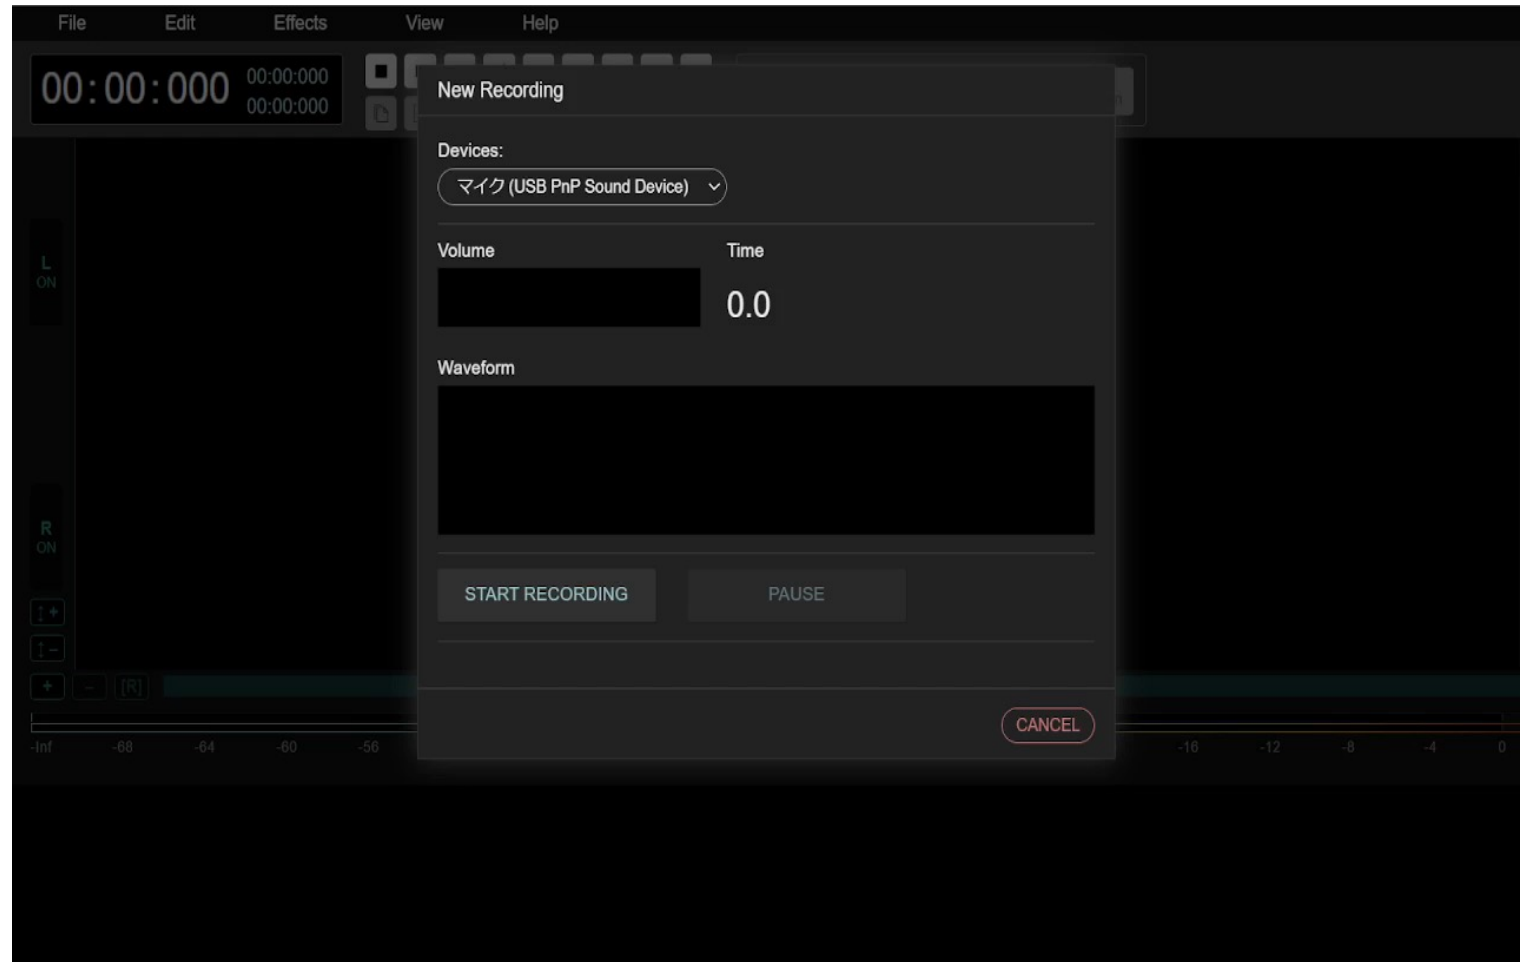 File Edit Effects View Help
00:00:000
00:00:000
00:00:000
New Recording
Devices:
マイク (USB PnP Sound Device)
Volume Time
0.0
Waveform
L
ON
R
ON
START RECORDING PAUSE
+ - [R]
CANCEL
-Inf -68 -64 -60 -56 -16 -12 -8 -4 0